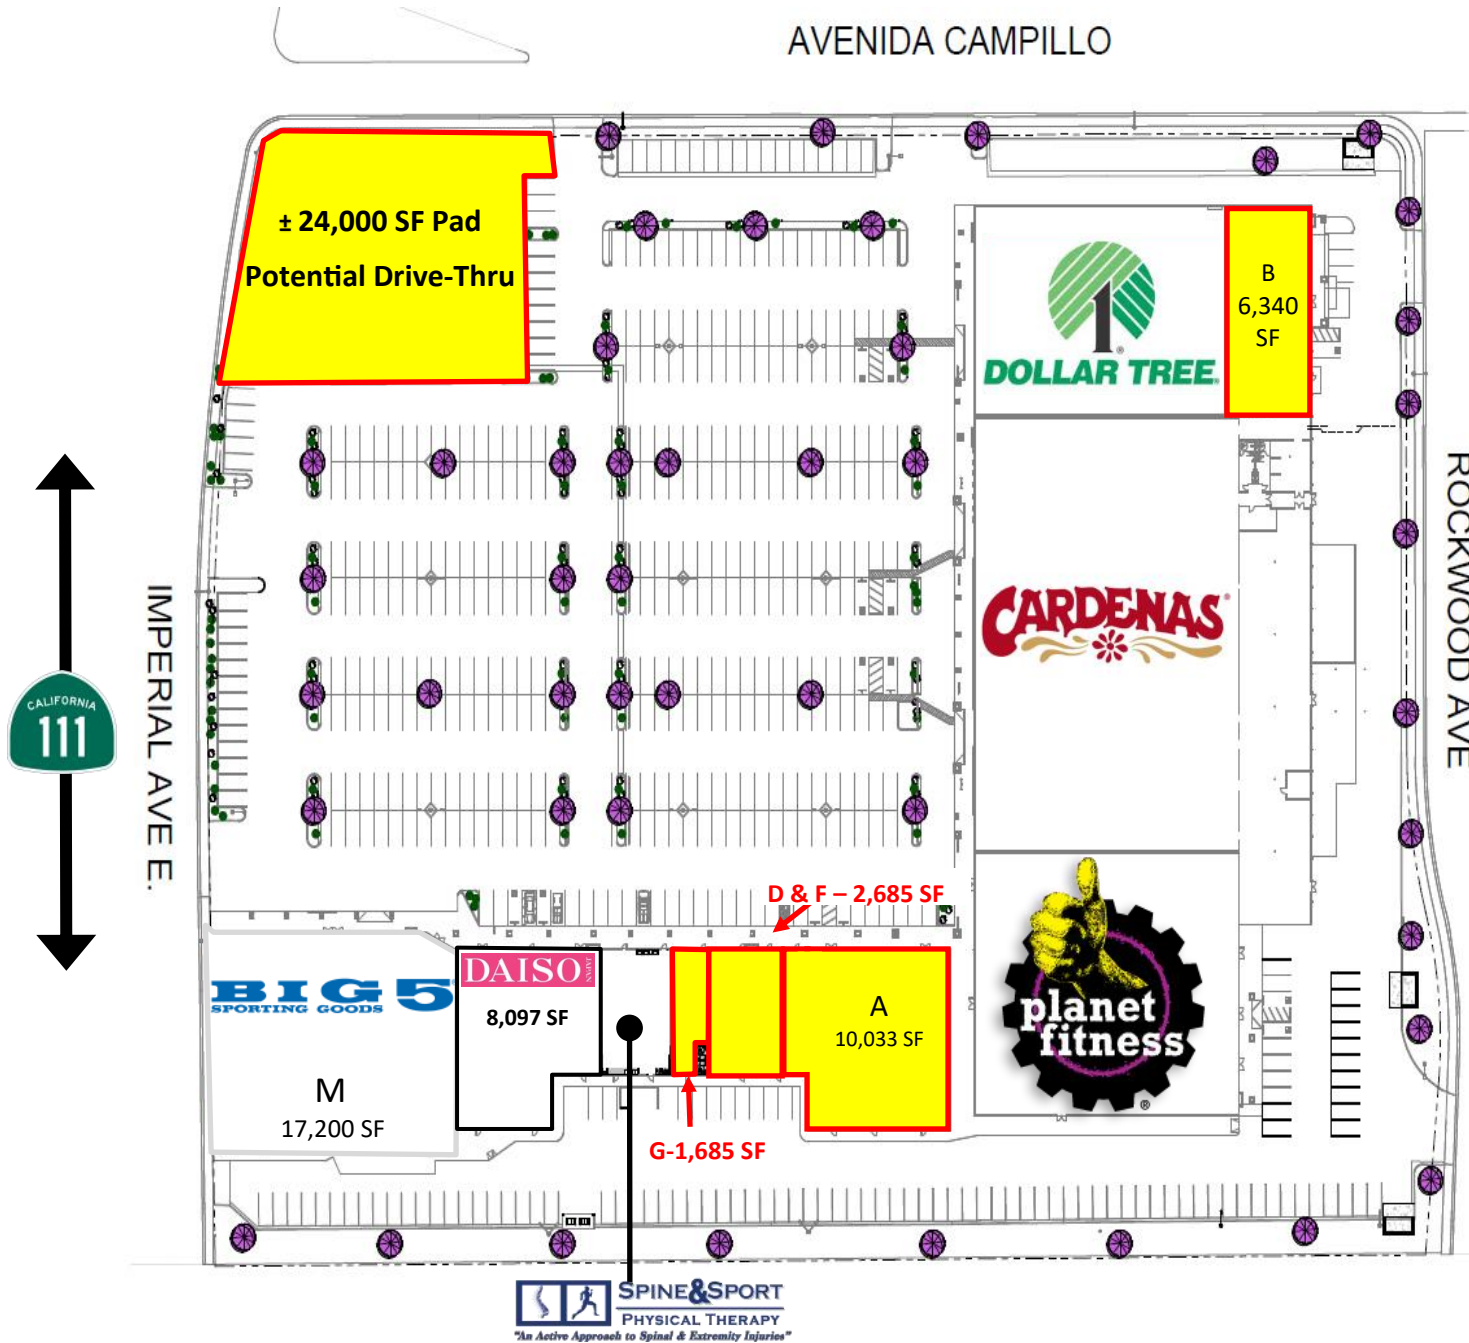 AVENIDA CAMPILLO
± 24,000 SF Pad
Potential Drive-Thru
DOLLAR TREE®
B
6,340
SF
ROCKWOOD AVE
CARDENAS®
IMPERIAL AVE E.
CALIFORNIA
111
D & F – 2,685 SF
BIG 5
SPORTING GOODS
M
17,200 SF
DAISO JAPAN
8,097 SF
A
10,033 SF
G-1,685 SF
planet
fitness®
SPINE&SPORT
PHYSICAL THERAPY
"An Active Approach to Spinal & Extremity Injuries"